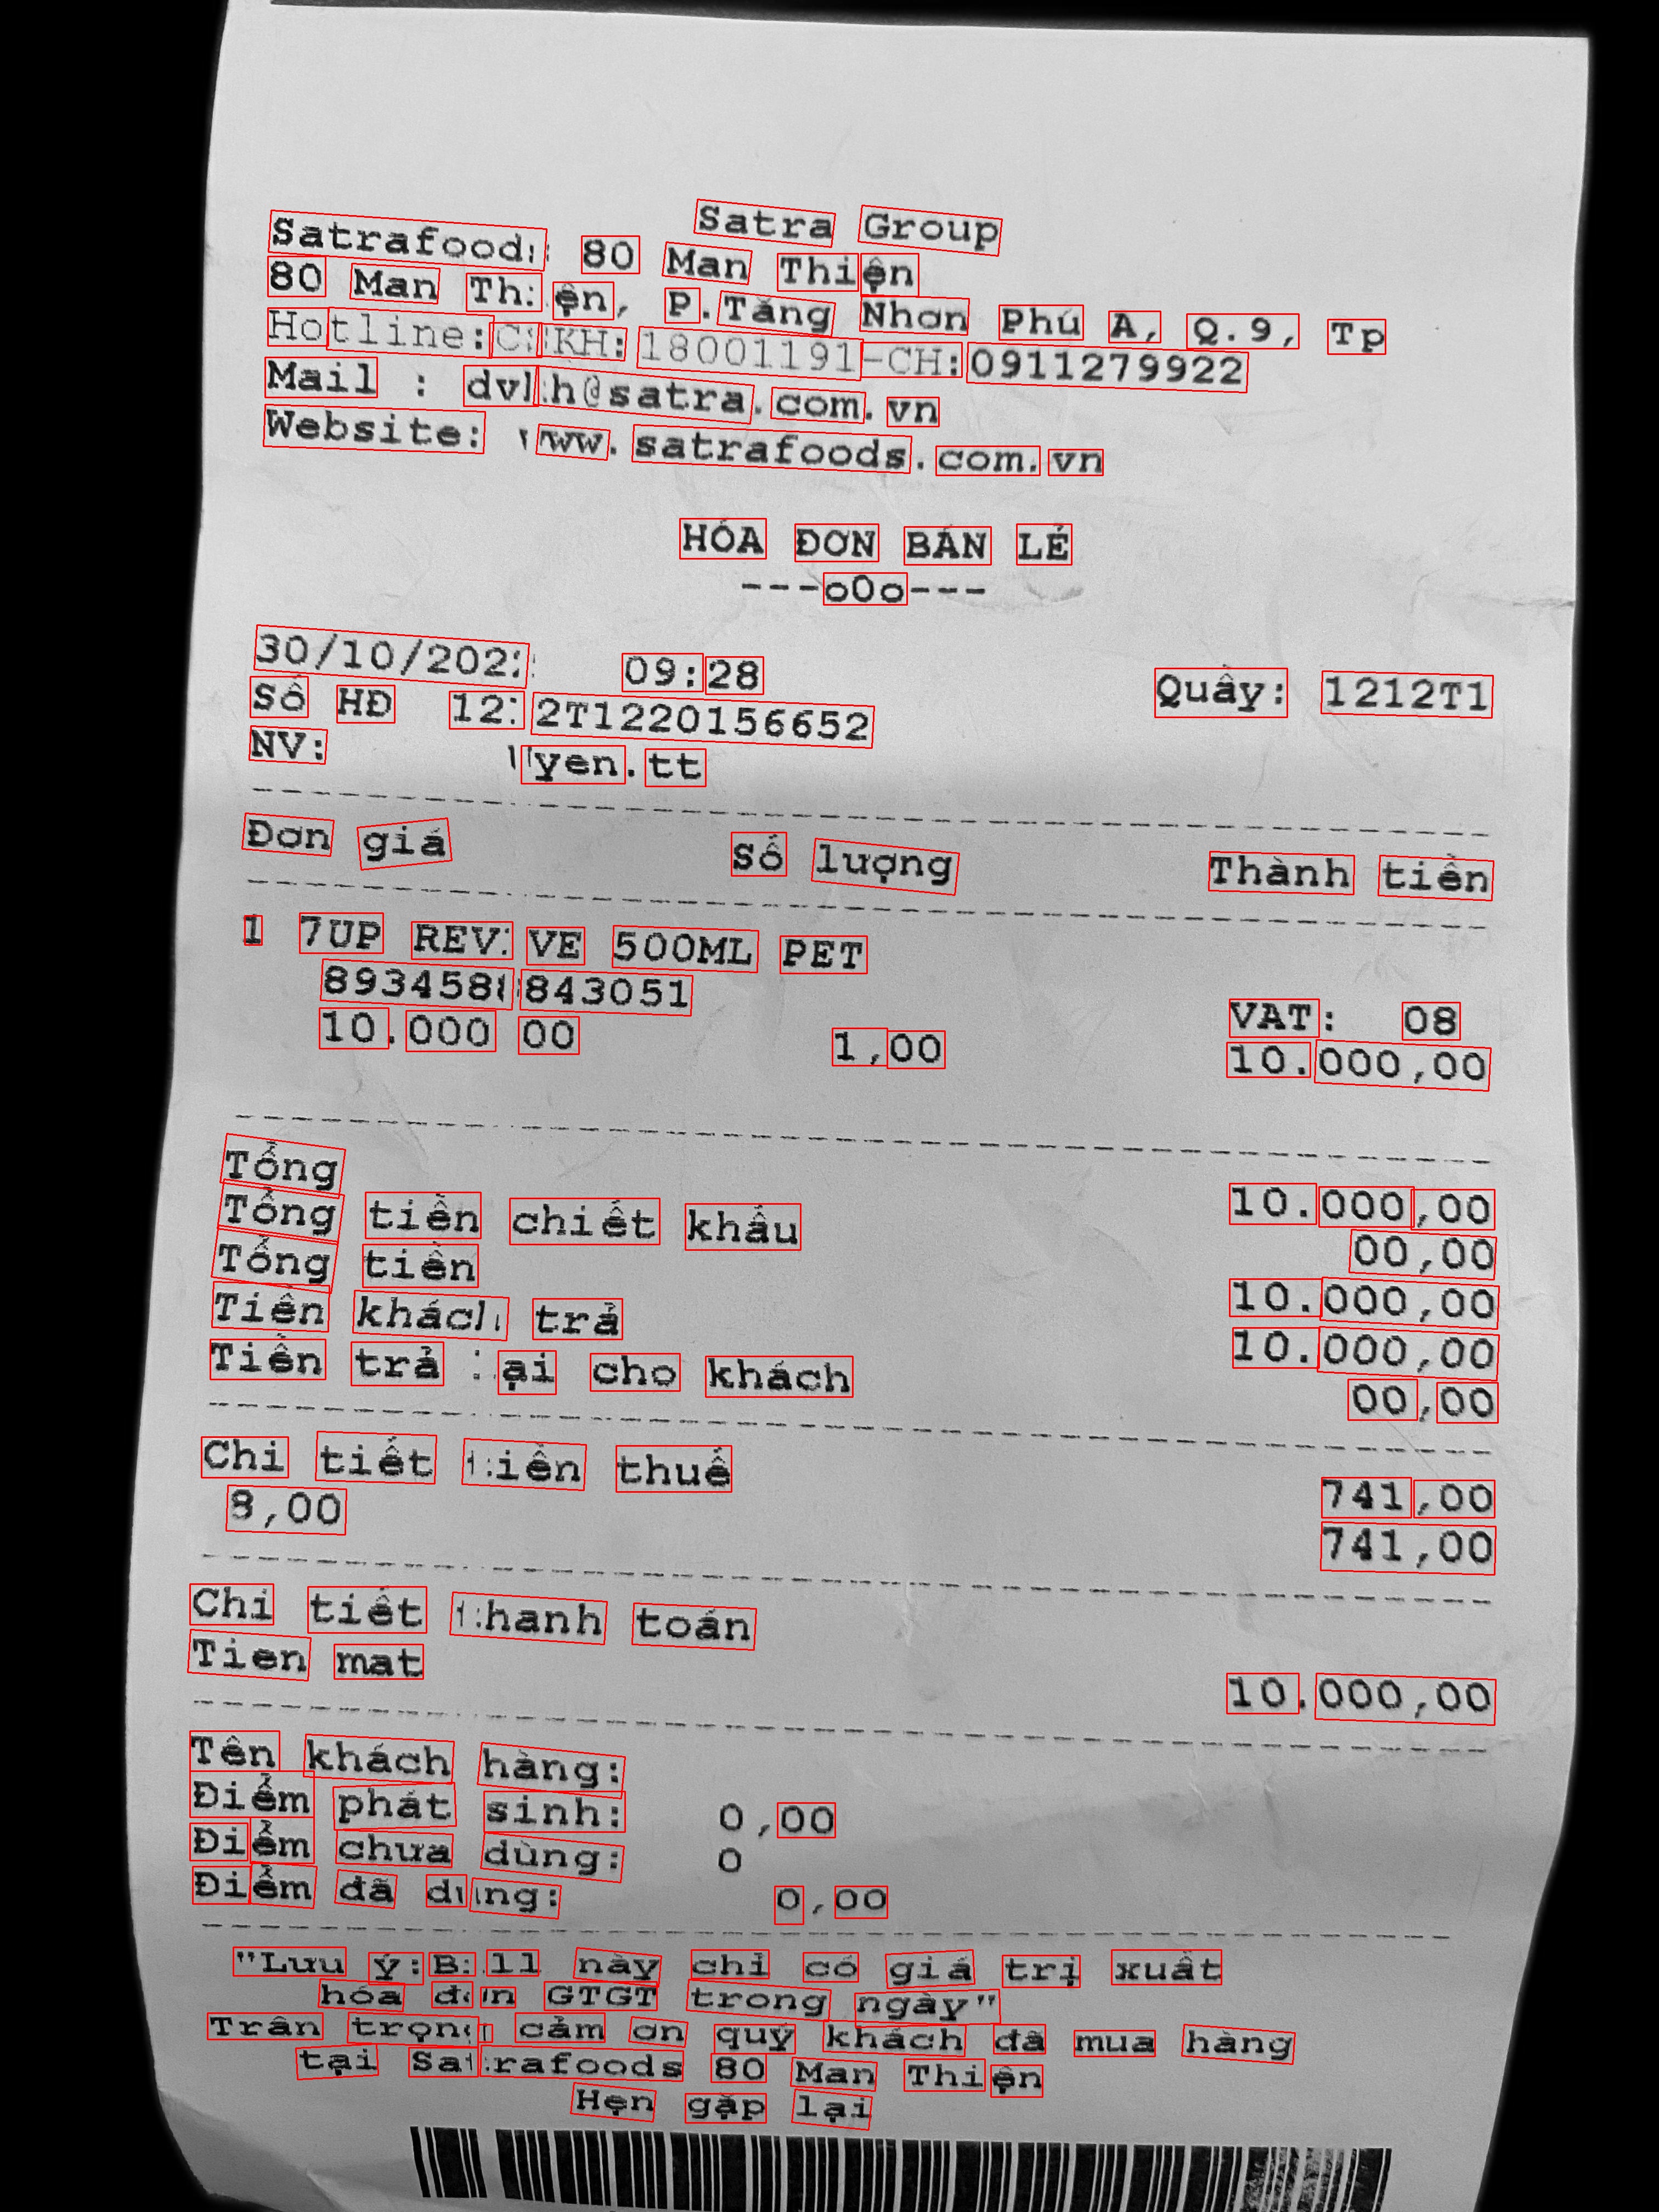 Satra Group
Satrafood: 80 Man Thiện
80 Man Thiện, P.Tăng Nhơn Phú A, Q.9, Tp
Hotline:CSKH:18001191-CH:0911279922
Mail : dvkh@satra.com.vn
Website: www.satrafoods.com.vn
HÓA ĐƠN BÁN LẺ
---oOo---
09:28 Quầy: 1212T1
Số HĐ 1212T1220156652
NV: uyen.tt
Đơn giá Số lượng Thành tiền
1 7UP REVIVE 500ML PET
8934588843051 VAT: 08
10.000 00 1,00 10.000,00
Tổng 10.000,00
Tổng tiền chiết khấu 00,00
Tổng tiền 10.000,00
Tiền khách trả 10.000,00
Tiền trả lại cho khách 00,00
Chi tiết tiền thuế 741,00
8,00 741,00
Chi tiết thanh toán
Tien mat 10.000,00
Tên khách hàng:
Điểm phát sinh: 0,00
Điểm chưa dùng: 0
Điểm đã dùng: 0,00
"Lưu ý:Bill này chỉ có giá trị xuất
hóa đơn GTGT trong ngày"
Trân trọng cảm ơn quý khách đã mua hàng
tại Satrafoods 80 Man Thiện
Hẹn gặp lại